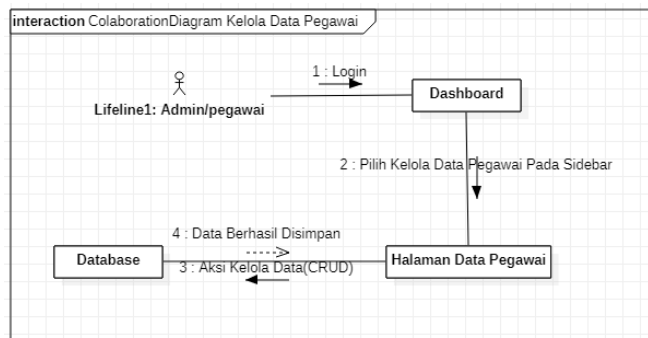 interaction ColaborationDiagram Kelola Data Pegawai
1 : Login
Lifeline1: Admin/pegawai
Dashboard
2 : Pilih Kelola Data Pegawai Pada Sidebar
4 : Data Berhasil Disimpan
Database
Halaman Data Pegawai
3 : Aksi Kelola Data(CRUD)